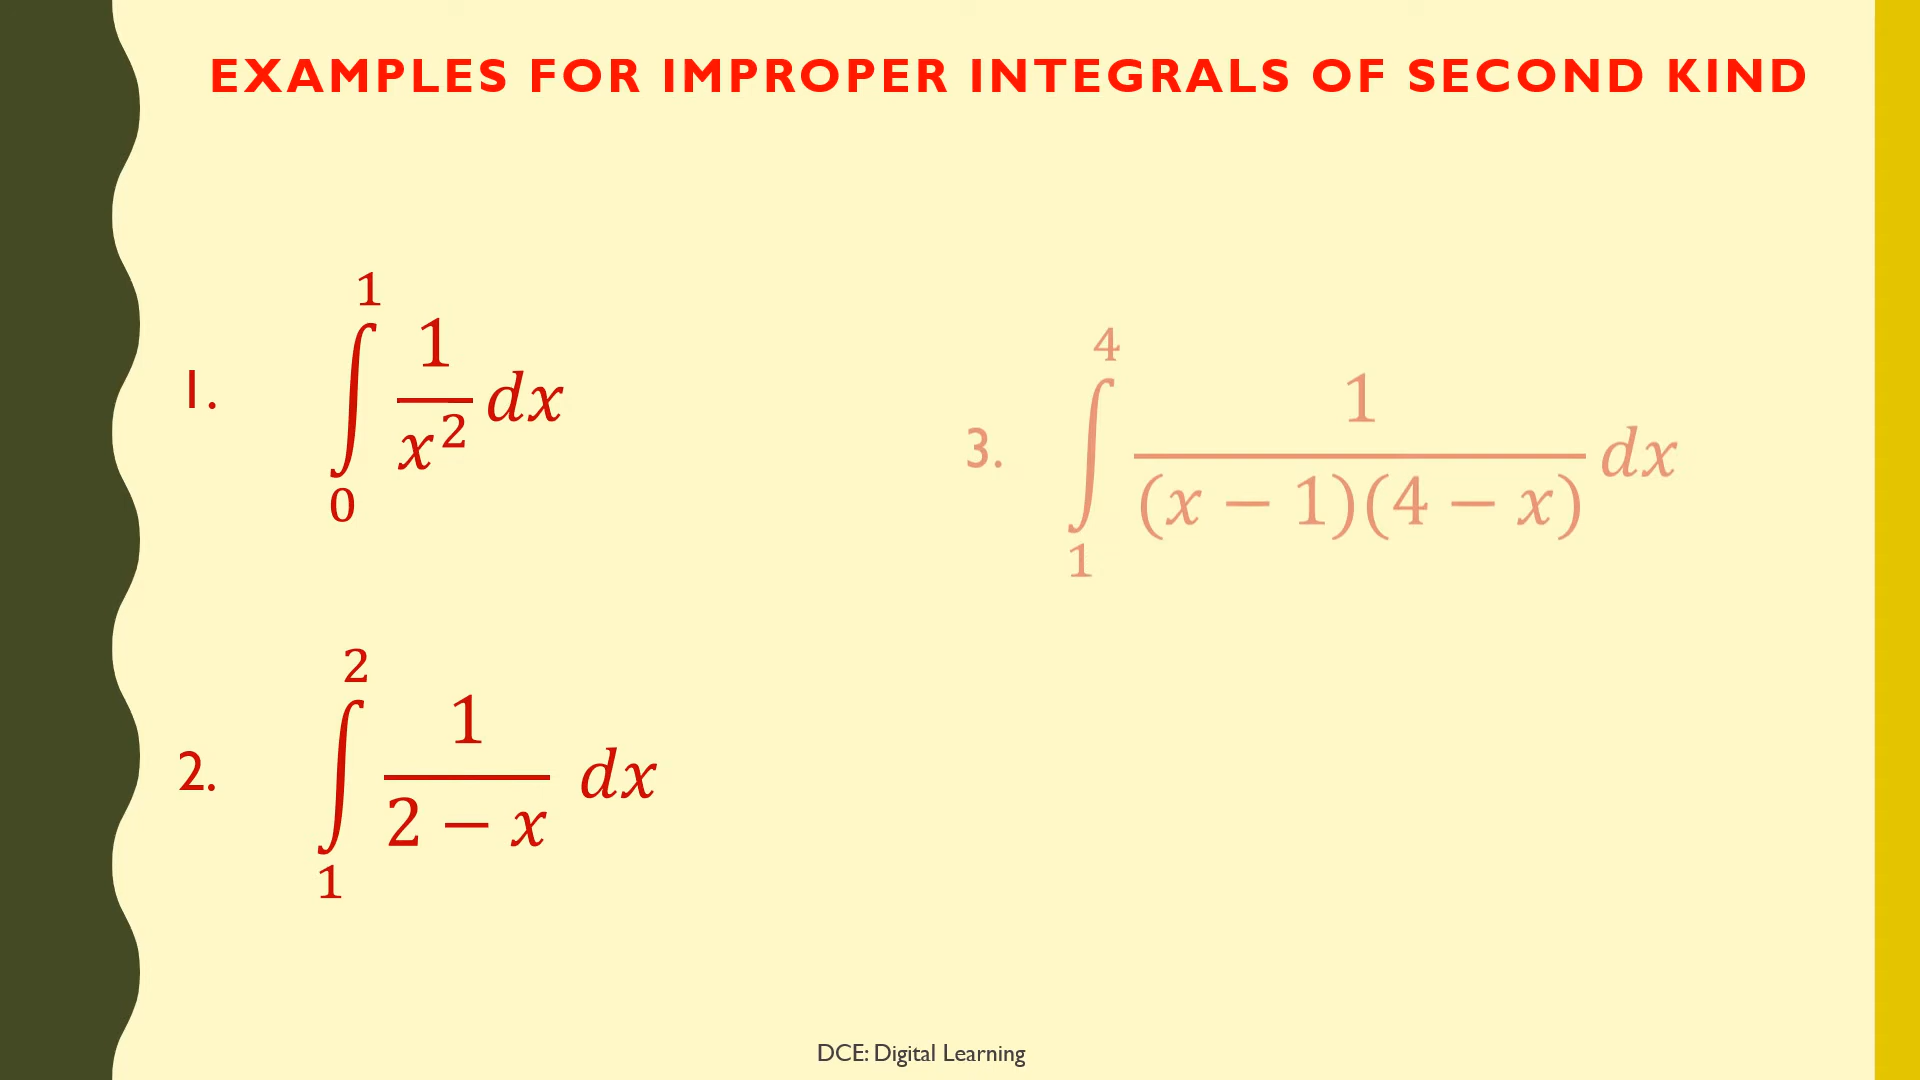 EXAMPLES FOR IMPROPER INTEGRALS OF SECOND KIND
1. ∫₀¹ 1/x² dx
2. ∫₁² 1/(2 − x) dx
3. ∫₁⁴ 1/((x − 1)(4 − x)) dx
DCE: Digital Learning